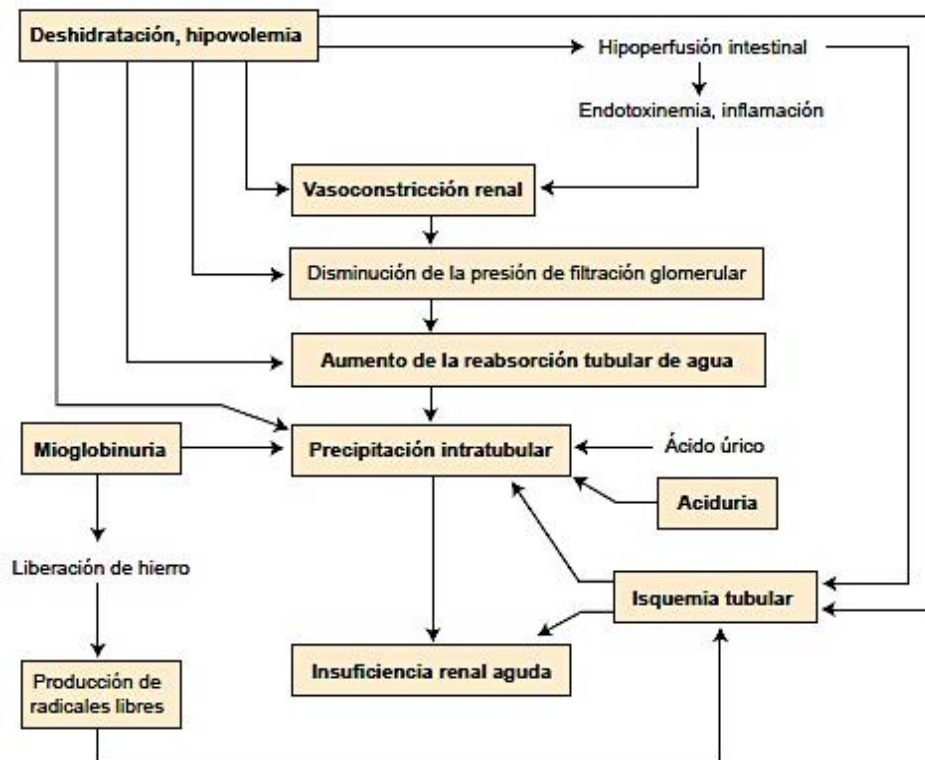 Deshidratación, hipovolemia
Hipoperfusión intestinal
Endotoxinemia, inflamación
Vasoconstricción renal
Disminución de la presión de filtración glomerular
Aumento de la reabsorción tubular de agua
Mioglobinuria
Precipitación intratubular
Ácido úrico
Aciduria
Liberación de hierro
Isquemia tubular
Insuficiencia renal aguda
Producción de
radicales libres